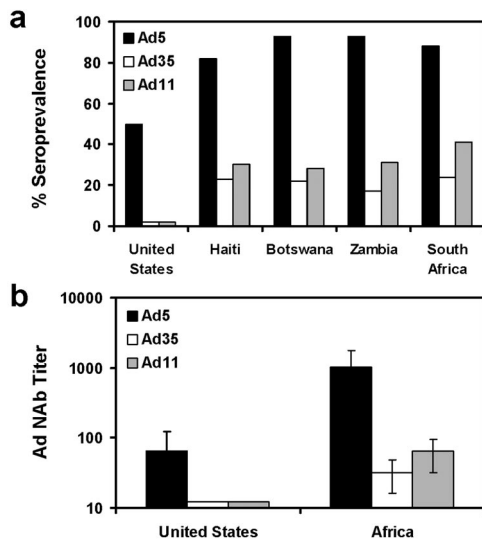 a
% Seroprevalence
100
80
60
40
20
0
Ad5
Ad35
Ad11
United States
Haiti
Botswana
Zambia
South Africa
b
Ad NAb Titer
10000
1000
100
10
Ad5
Ad35
Ad11
United States
Africa